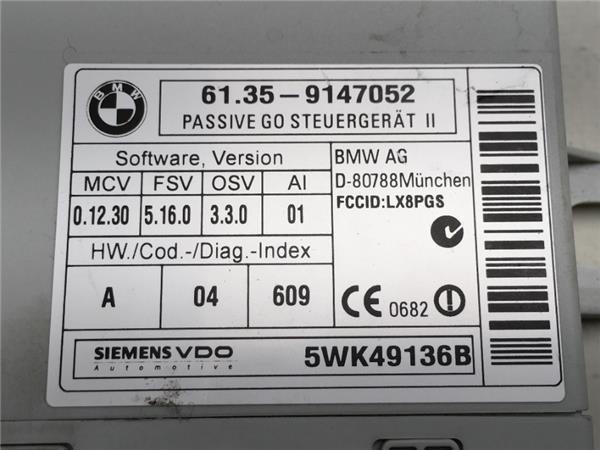 BMW
61.35-9147052
PASSIVE GO STEUERGERÄT II
Software, Version
MCV FSV OSV AI
0.12.30 5.16.0 3.3.0 01
HW./Cod.-/Diag.-Index
A 04 609
BMW AG
D-80788München
FCCID:LX8PGS
CE 0682
SIEMENS VDO
Automotive
5WK49136B